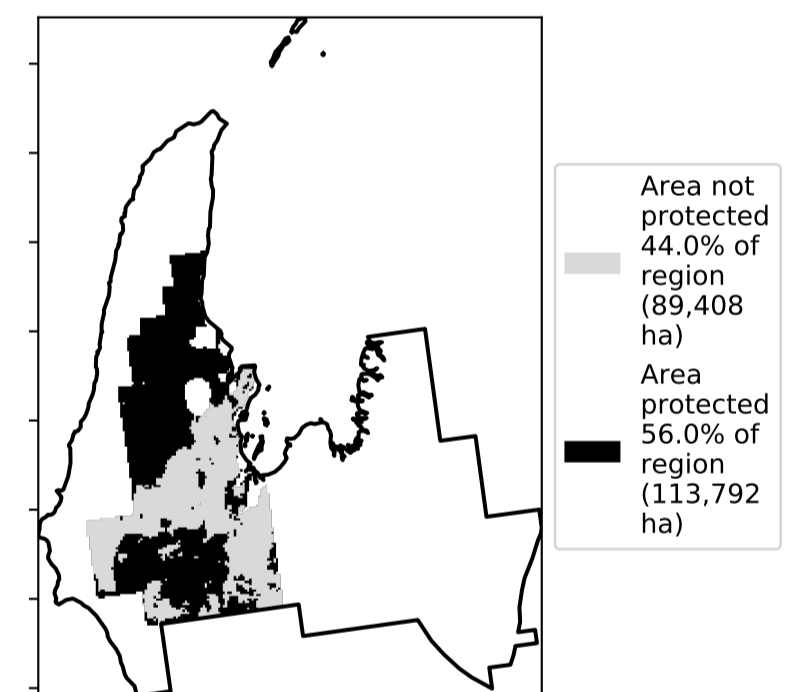 Area not
protected
44.0% of
region
(89,408
ha)
Area
protected
56.0% of
region
(113,792
ha)